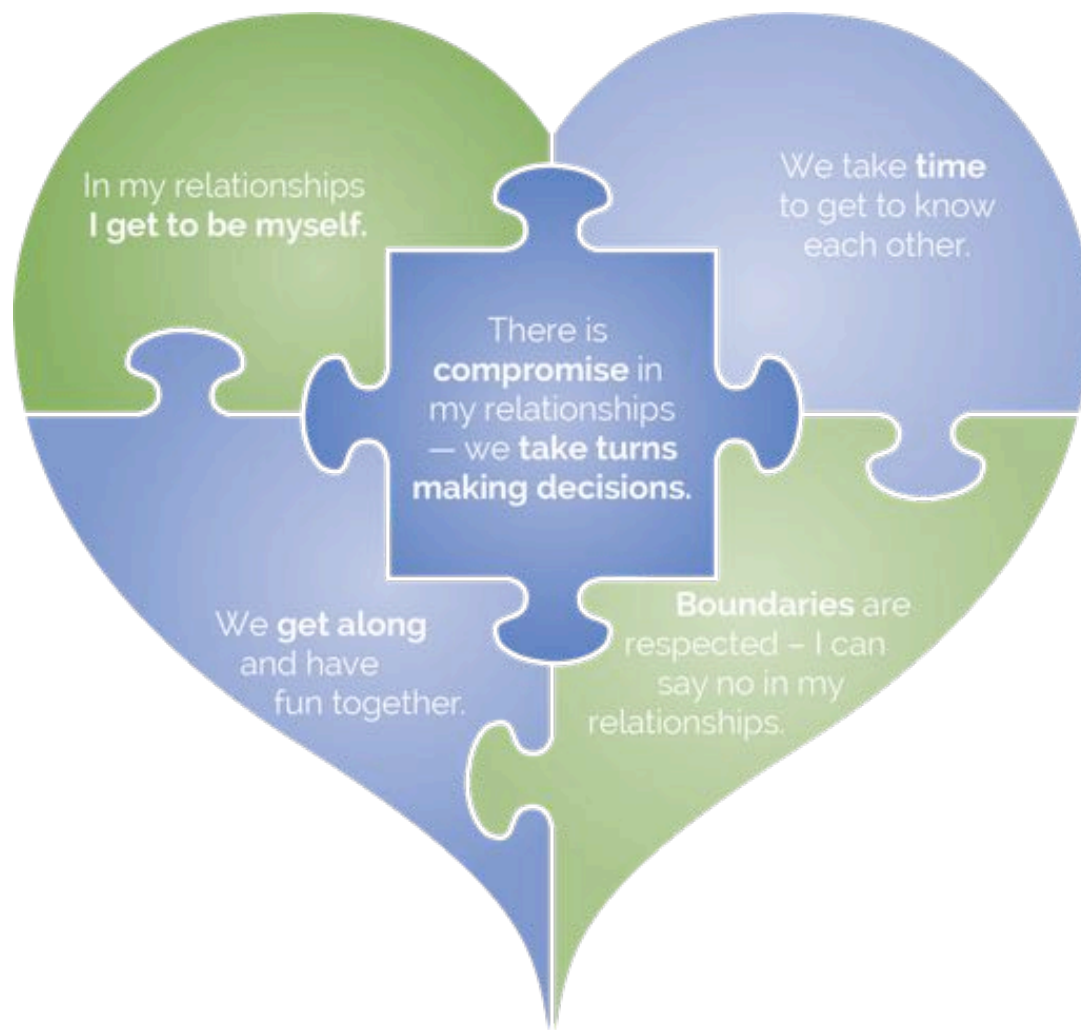 In my relationships
I get to be myself.
We take time
to get to know
each other.
There is
compromise in
my relationships
— we take turns
making decisions.
We get along
and have
fun together.
Boundaries are
respected – I can
say no in my
relationships.